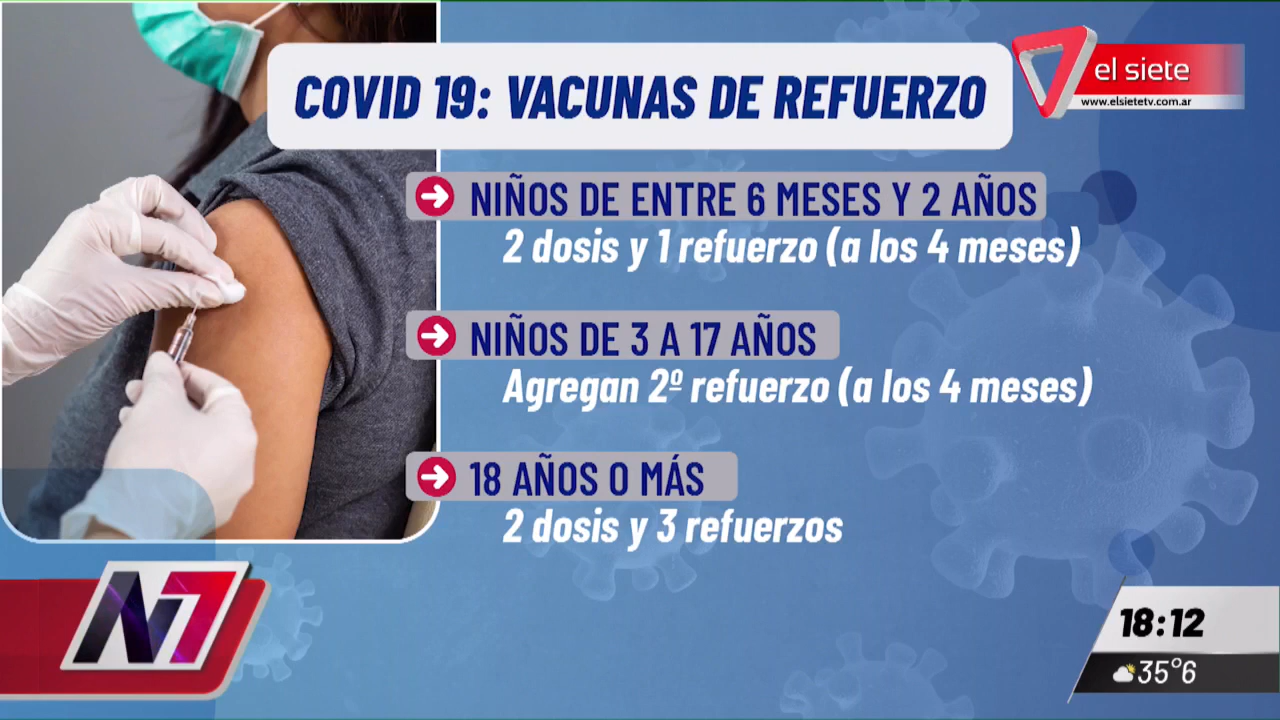 COVID 19: VACUNAS DE REFUERZO
el siete
www.elsietetv.com.ar
NIÑOS DE ENTRE 6 MESES Y 2 AÑOS
2 dosis y 1 refuerzo (a los 4 meses)
NIÑOS DE 3 A 17 AÑOS
Agregan 2º refuerzo (a los 4 meses)
18 AÑOS O MÁS
2 dosis y 3 refuerzos
N7
18:12
35°6